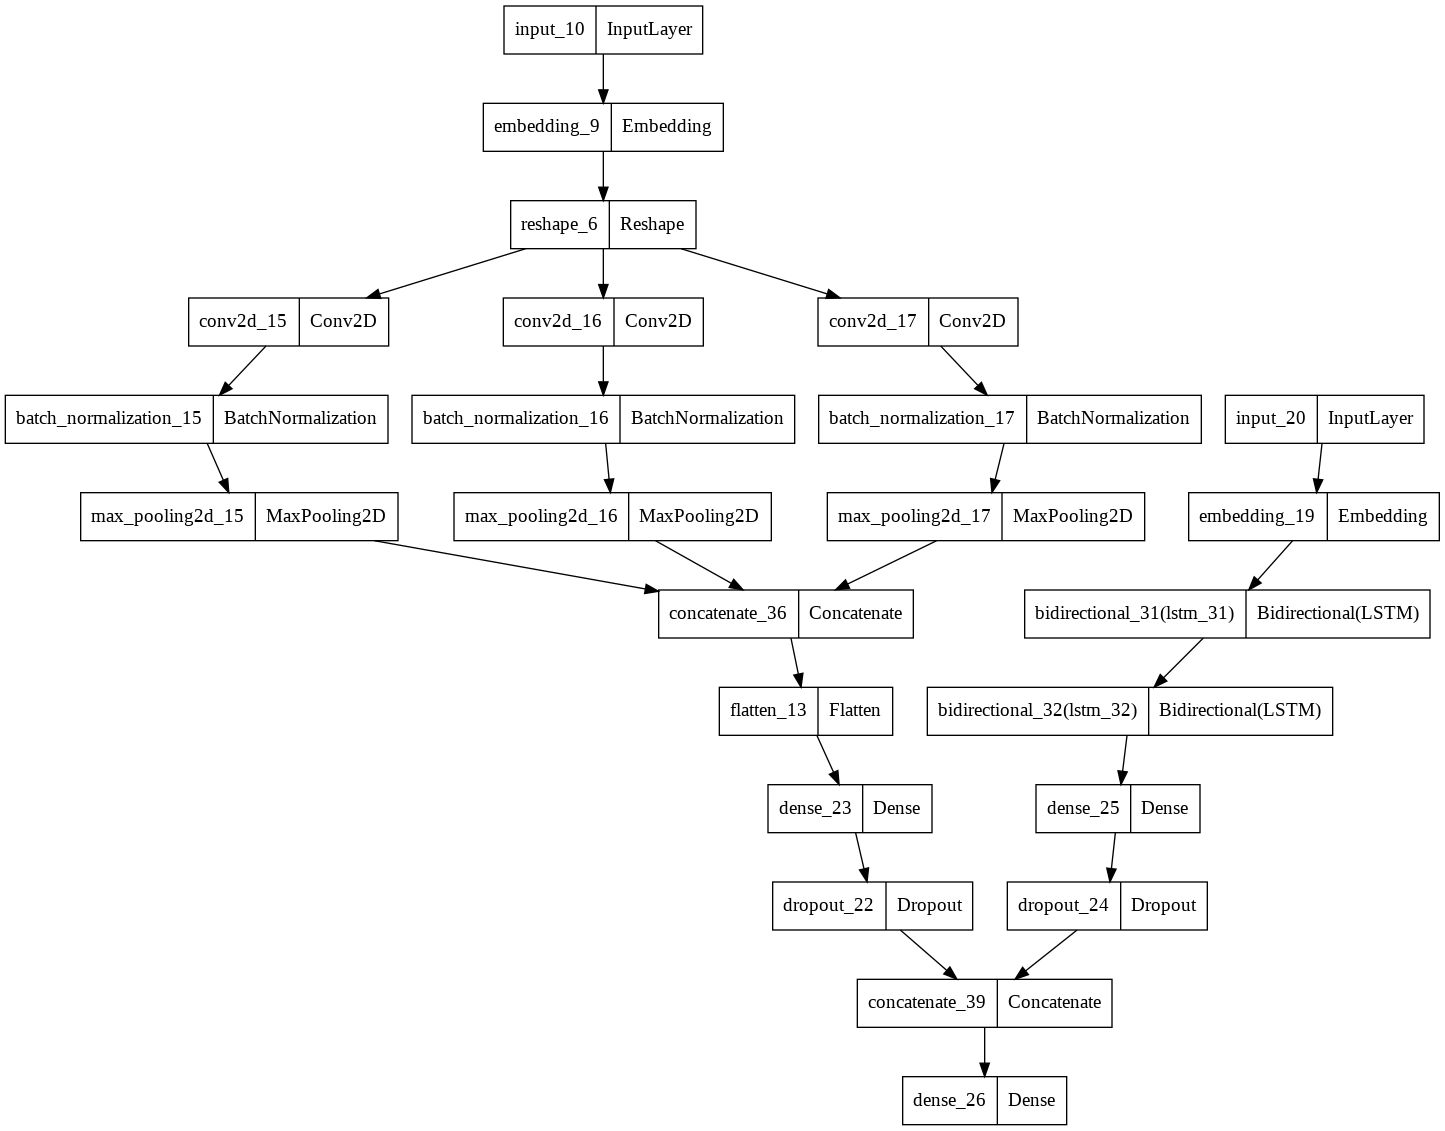 input_10 InputLayer
embedding_9 Embedding
reshape_6 Reshape
conv2d_15 Conv2D conv2d_16 Conv2D conv2d_17 Conv2D
batch_normalization_15 BatchNormalization batch_normalization_16 BatchNormalization batch_normalization_17 BatchNormalization input_20 InputLayer
max_pooling2d_15 MaxPooling2D max_pooling2d_16 MaxPooling2D max_pooling2d_17 MaxPooling2D embedding_19 Embedding
concatenate_36 Concatenate bidirectional_31(lstm_31) Bidirectional(LSTM)
flatten_13 Flatten bidirectional_32(lstm_32) Bidirectional(LSTM)
dense_23 Dense dense_25 Dense
dropout_22 Dropout dropout_24 Dropout
concatenate_39 Concatenate
dense_26 Dense